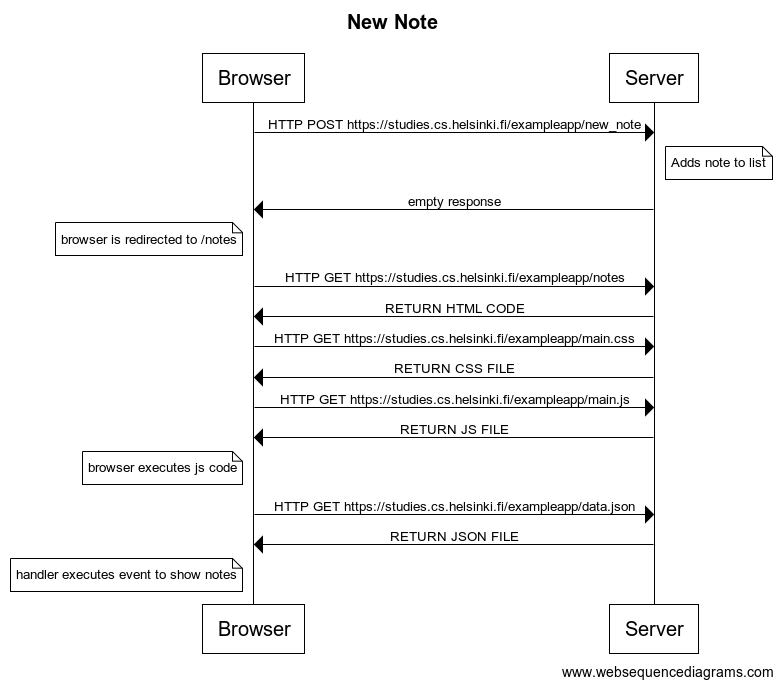 New Note
Browser
Server
HTTP POST https://studies.cs.helsinki.fi/exampleapp/new_note
Adds note to list
empty response
browser is redirected to /notes
HTTP GET https://studies.cs.helsinki.fi/exampleapp/notes
RETURN HTML CODE
HTTP GET https://studies.cs.helsinki.fi/exampleapp/main.css
RETURN CSS FILE
HTTP GET https://studies.cs.helsinki.fi/exampleapp/main.js
RETURN JS FILE
browser executes js code
HTTP GET https://studies.cs.helsinki.fi/exampleapp/data.json
RETURN JSON FILE
handler executes event to show notes
Browser
Server
www.websequencediagrams.com